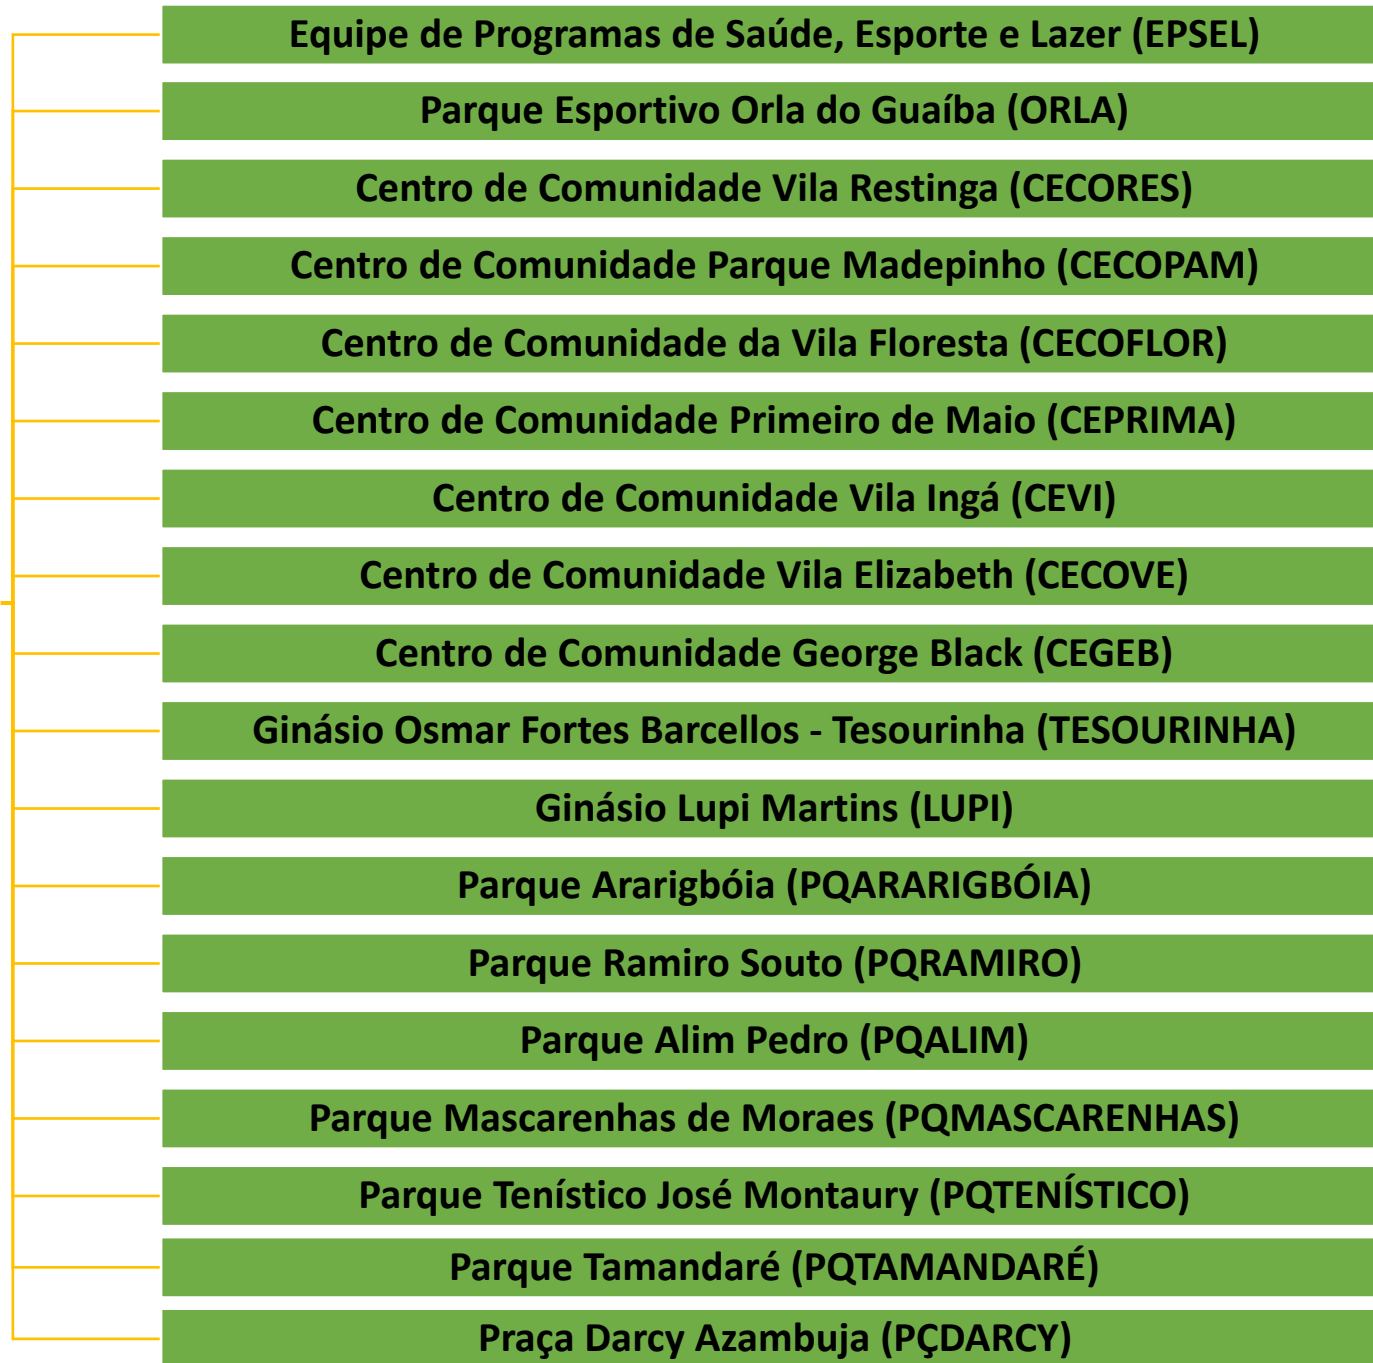 Equipe de Programas de Saúde, Esporte e Lazer (EPSEL)
Parque Esportivo Orla do Guaíba (ORLA)
Centro de Comunidade Vila Restinga (CECORES)
Centro de Comunidade Parque Madepinho (CECOPAM)
Centro de Comunidade da Vila Floresta (CECOFLOR)
Centro de Comunidade Primeiro de Maio (CEPRIMA)
Centro de Comunidade Vila Ingá (CEVI)
Centro de Comunidade Vila Elizabeth (CECOVE)
Centro de Comunidade George Black (CEGEB)
Ginásio Osmar Fortes Barcellos - Tesourinha (TESOURINHA)
Ginásio Lupi Martins (LUPI)
Parque Ararigbóia (PQARARIGBÓIA)
Parque Ramiro Souto (PQRAMIRO)
Parque Alim Pedro (PQALIM)
Parque Mascarenhas de Moraes (PQMASCARENHAS)
Parque Tenístico José Montaury (PQTENÍSTICO)
Parque Tamandaré (PQTAMANDARÉ)
Praça Darcy Azambuja (PÇDARCY)